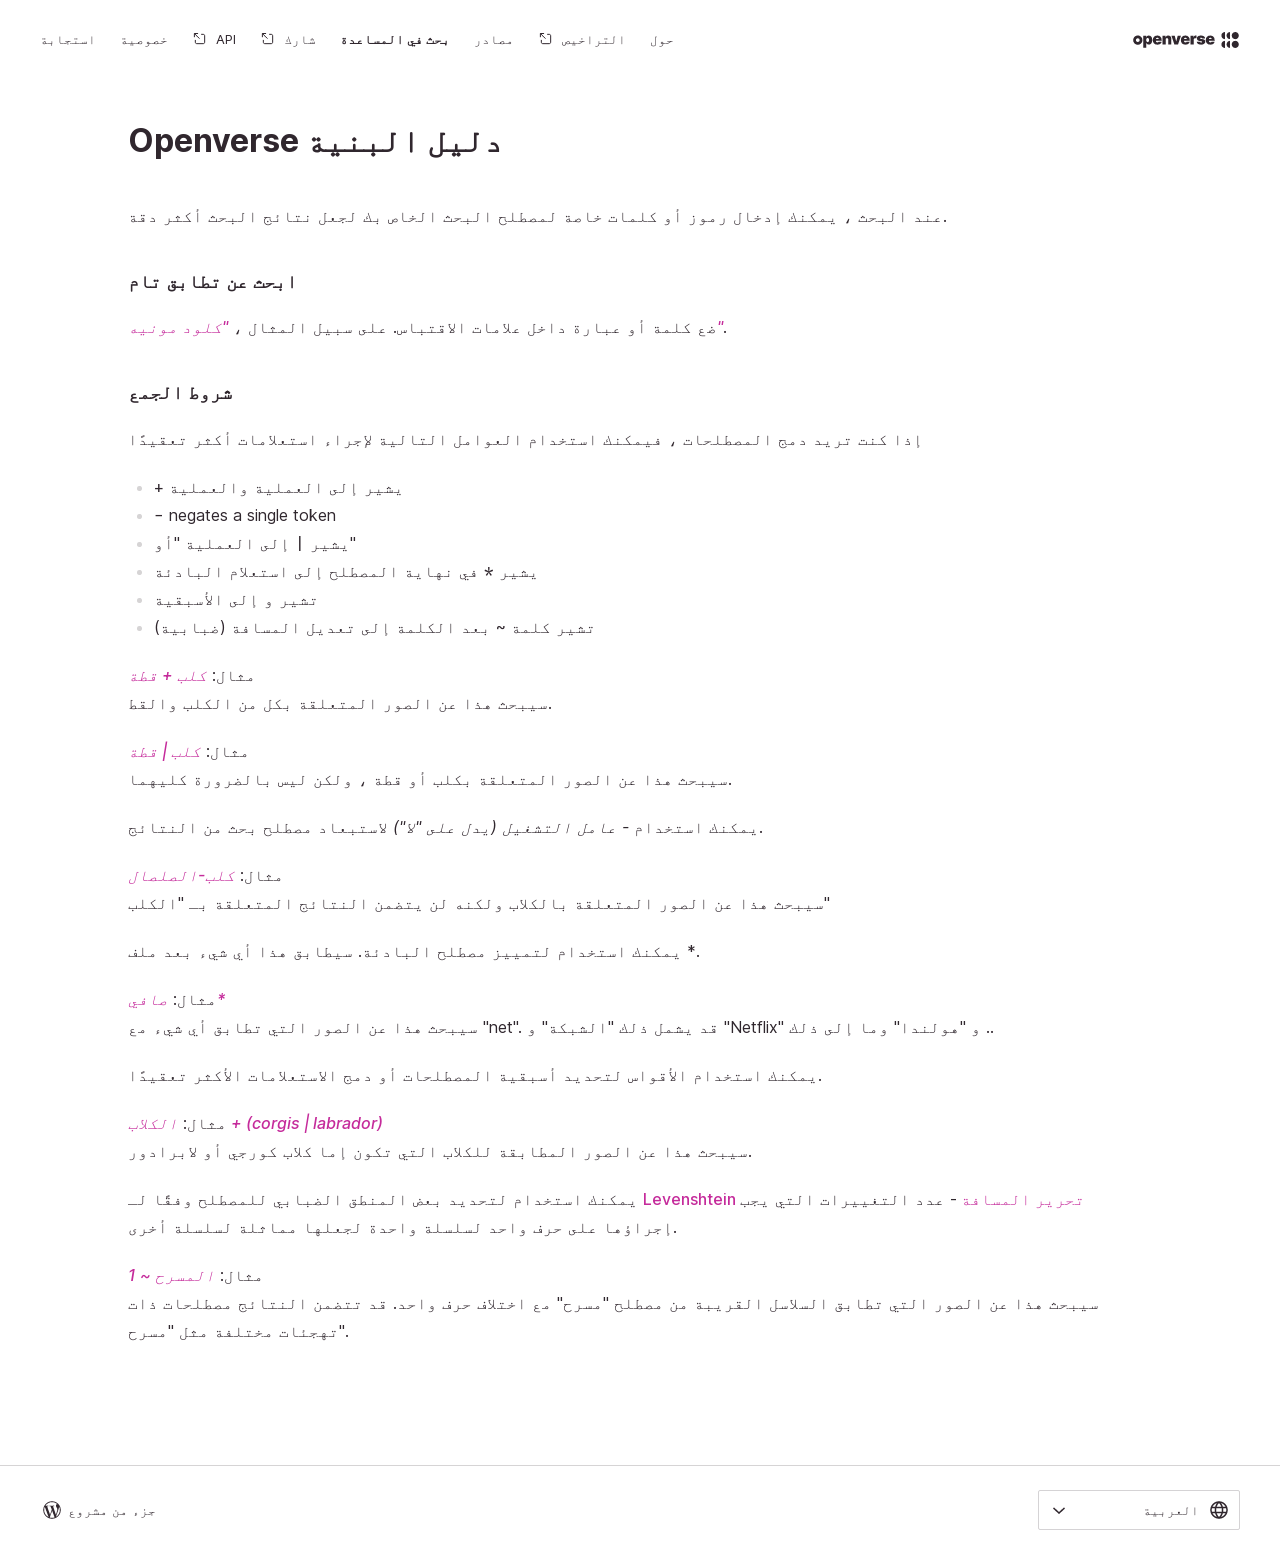 openverse
حول
التراخيص
مصادر
بحث في المساعدة
شارك
API
خصوصية
استجابة
Openverse دليل البنية
عند البحث ، يمكنك إدخال رموز أو كلمات خاصة لمصطلح البحث الخاص بك لجعل نتائج البحث أكثر دقة.
ابحث عن تطابق تام
ضع كلمة أو عبارة داخل علامات الاقتباس. على سبيل المثال ، "كلود مونيه".
شروط الجمع
إذا كنت تريد دمج المصطلحات ، فيمكنك استخدام العوامل التالية لإجراء استعلامات أكثر تعقيدًا
+ يشير إلى العملية والعملية
- negates a single token
يشير | إلى العملية "أو"
يشير * في نهاية المصطلح إلى استعلام البادئة
تشير و إلى الأسبقية
تشير كلمة ~ بعد الكلمة إلى تعديل المسافة (ضبابية)
مثال: كلب + قطة
سيبحث هذا عن الصور المتعلقة بكل من الكلب والقط.
مثال: كلب | قطة
سيبحث هذا عن الصور المتعلقة بكلب أو قطة ، ولكن ليس بالضرورة كليهما.
يمكنك استخدام - عامل التشغيل (يدل على "لا") لاستبعاد مصطلح بحث من النتائج.
مثال: كلب-الصلصال
سيبحث هذا عن الصور المتعلقة بالكلاب ولكنه لن يتضمن النتائج المتعلقة بـ "الكلب"
يمكنك استخدام لتمييز مصطلح البادئة. سيطابق هذا أي شيء بعد ملف *.
مثال: صافي*
سيبحث هذا عن الصور التي تطابق أي شيء مع "net". قد يشمل ذلك "الشبكة" و "Netflix" و "هولندا" وما إلى ذلك ..
يمكنك استخدام الأقواس لتحديد أسبقية المصطلحات أو دمج الاستعلامات الأكثر تعقيدًا.
مثال: الكلاب + (corgis | labrador)
سيبحث هذا عن الصور المطابقة للكلاب التي تكون إما كلاب كورجي أو لابرادور.
يمكنك استخدام لتحديد بعض المنطق الضبابي للمصطلح وفقًا لـ Levenshtein تحرير المسافة - عدد التغييرات التي يجب
إجراؤها على حرف واحد لسلسلة واحدة لجعلها مماثلة لسلسلة أخرى.
مثال: المسرح ~ 1
سيبحث هذا عن الصور التي تطابق السلاسل القريبة من مصطلح "مسرح" مع اختلاف حرف واحد. قد تتضمن النتائج مصطلحات ذات
تهجئات مختلفة مثل "مسرح".
العربية
جزء من مشروع